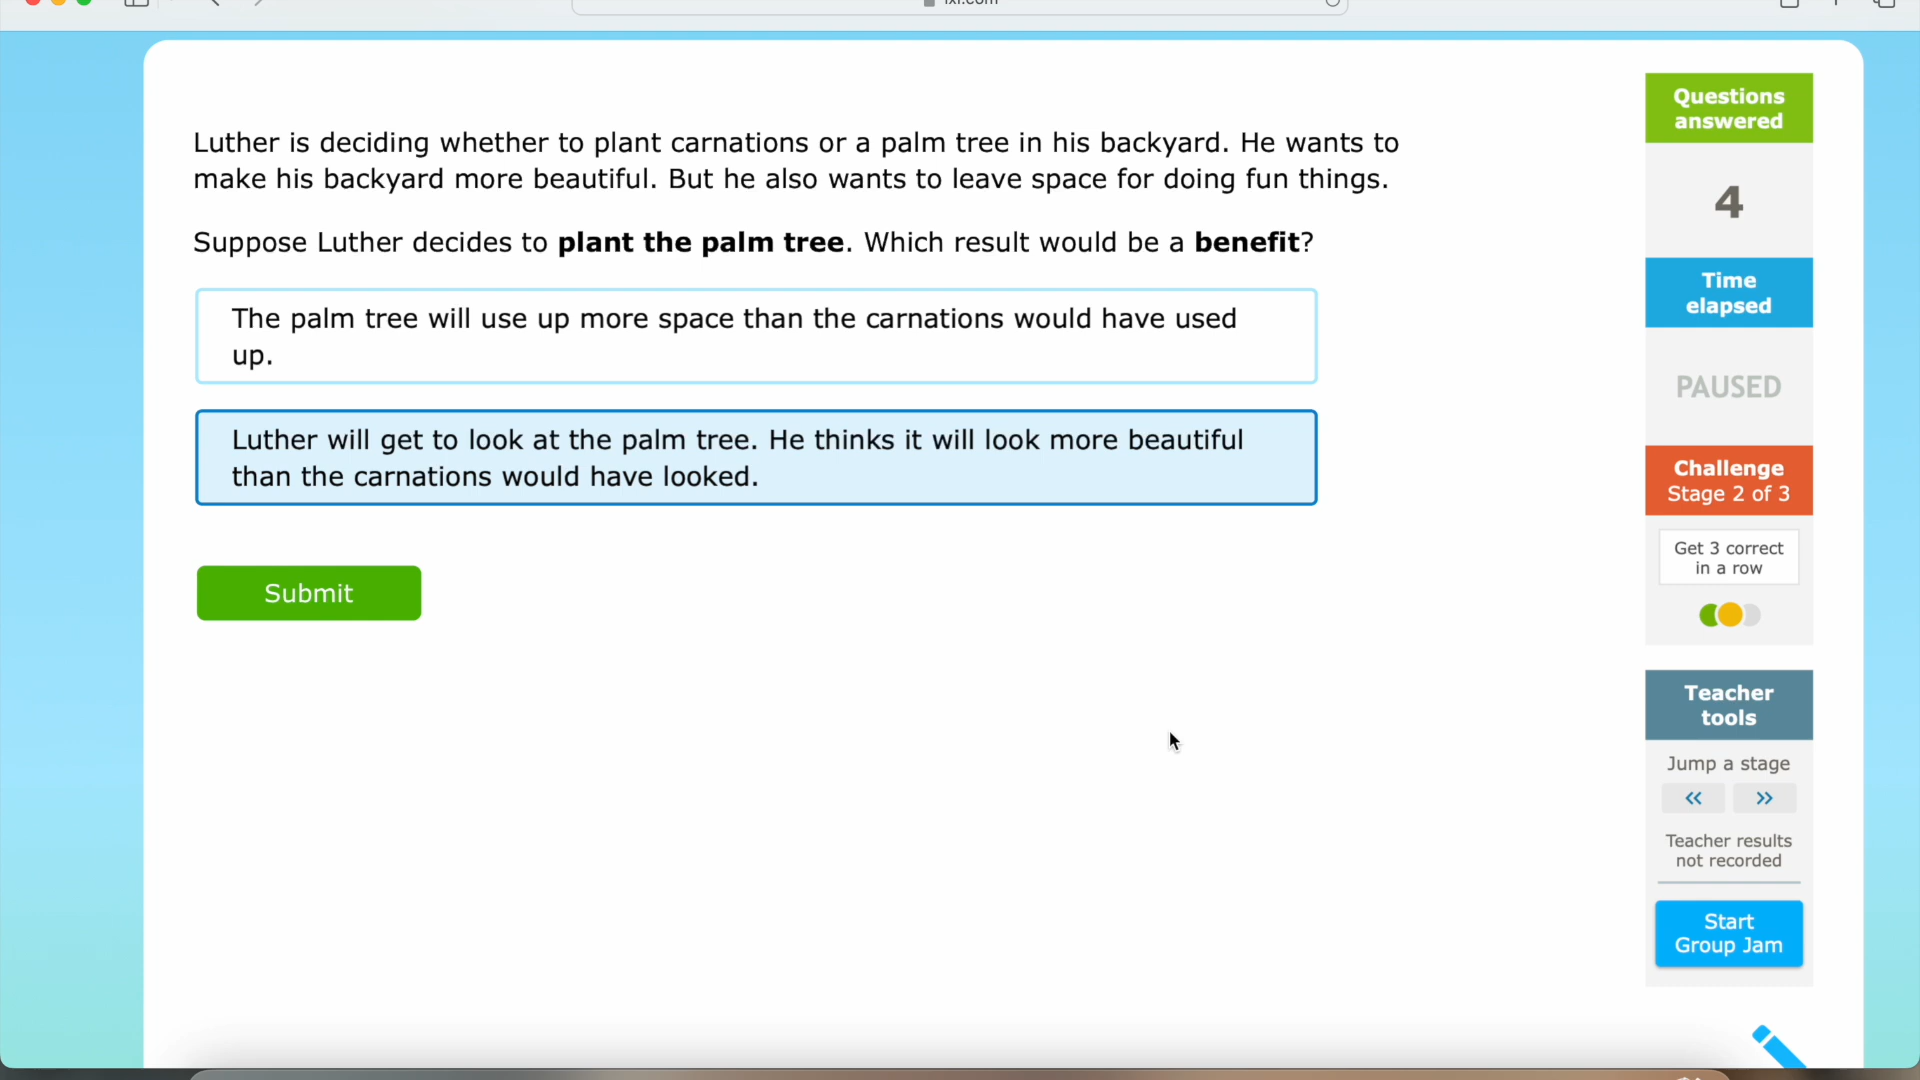 Luther is deciding whether to plant carnations or a palm tree in his backyard. He wants to
make his backyard more beautiful. But he also wants to leave space for doing fun things.
Suppose Luther decides to plant the palm tree. Which result would be a benefit?
The palm tree will use up more space than the carnations would have used
up.
Luther will get to look at the palm tree. He thinks it will look more beautiful
than the carnations would have looked.
Submit
Questions
answered
4
Time
elapsed
PAUSED
Challenge
Stage 2 of 3
Get 3 correct
in a row
Teacher
tools
Jump a stage
Teacher results
not recorded
Start
Group Jam